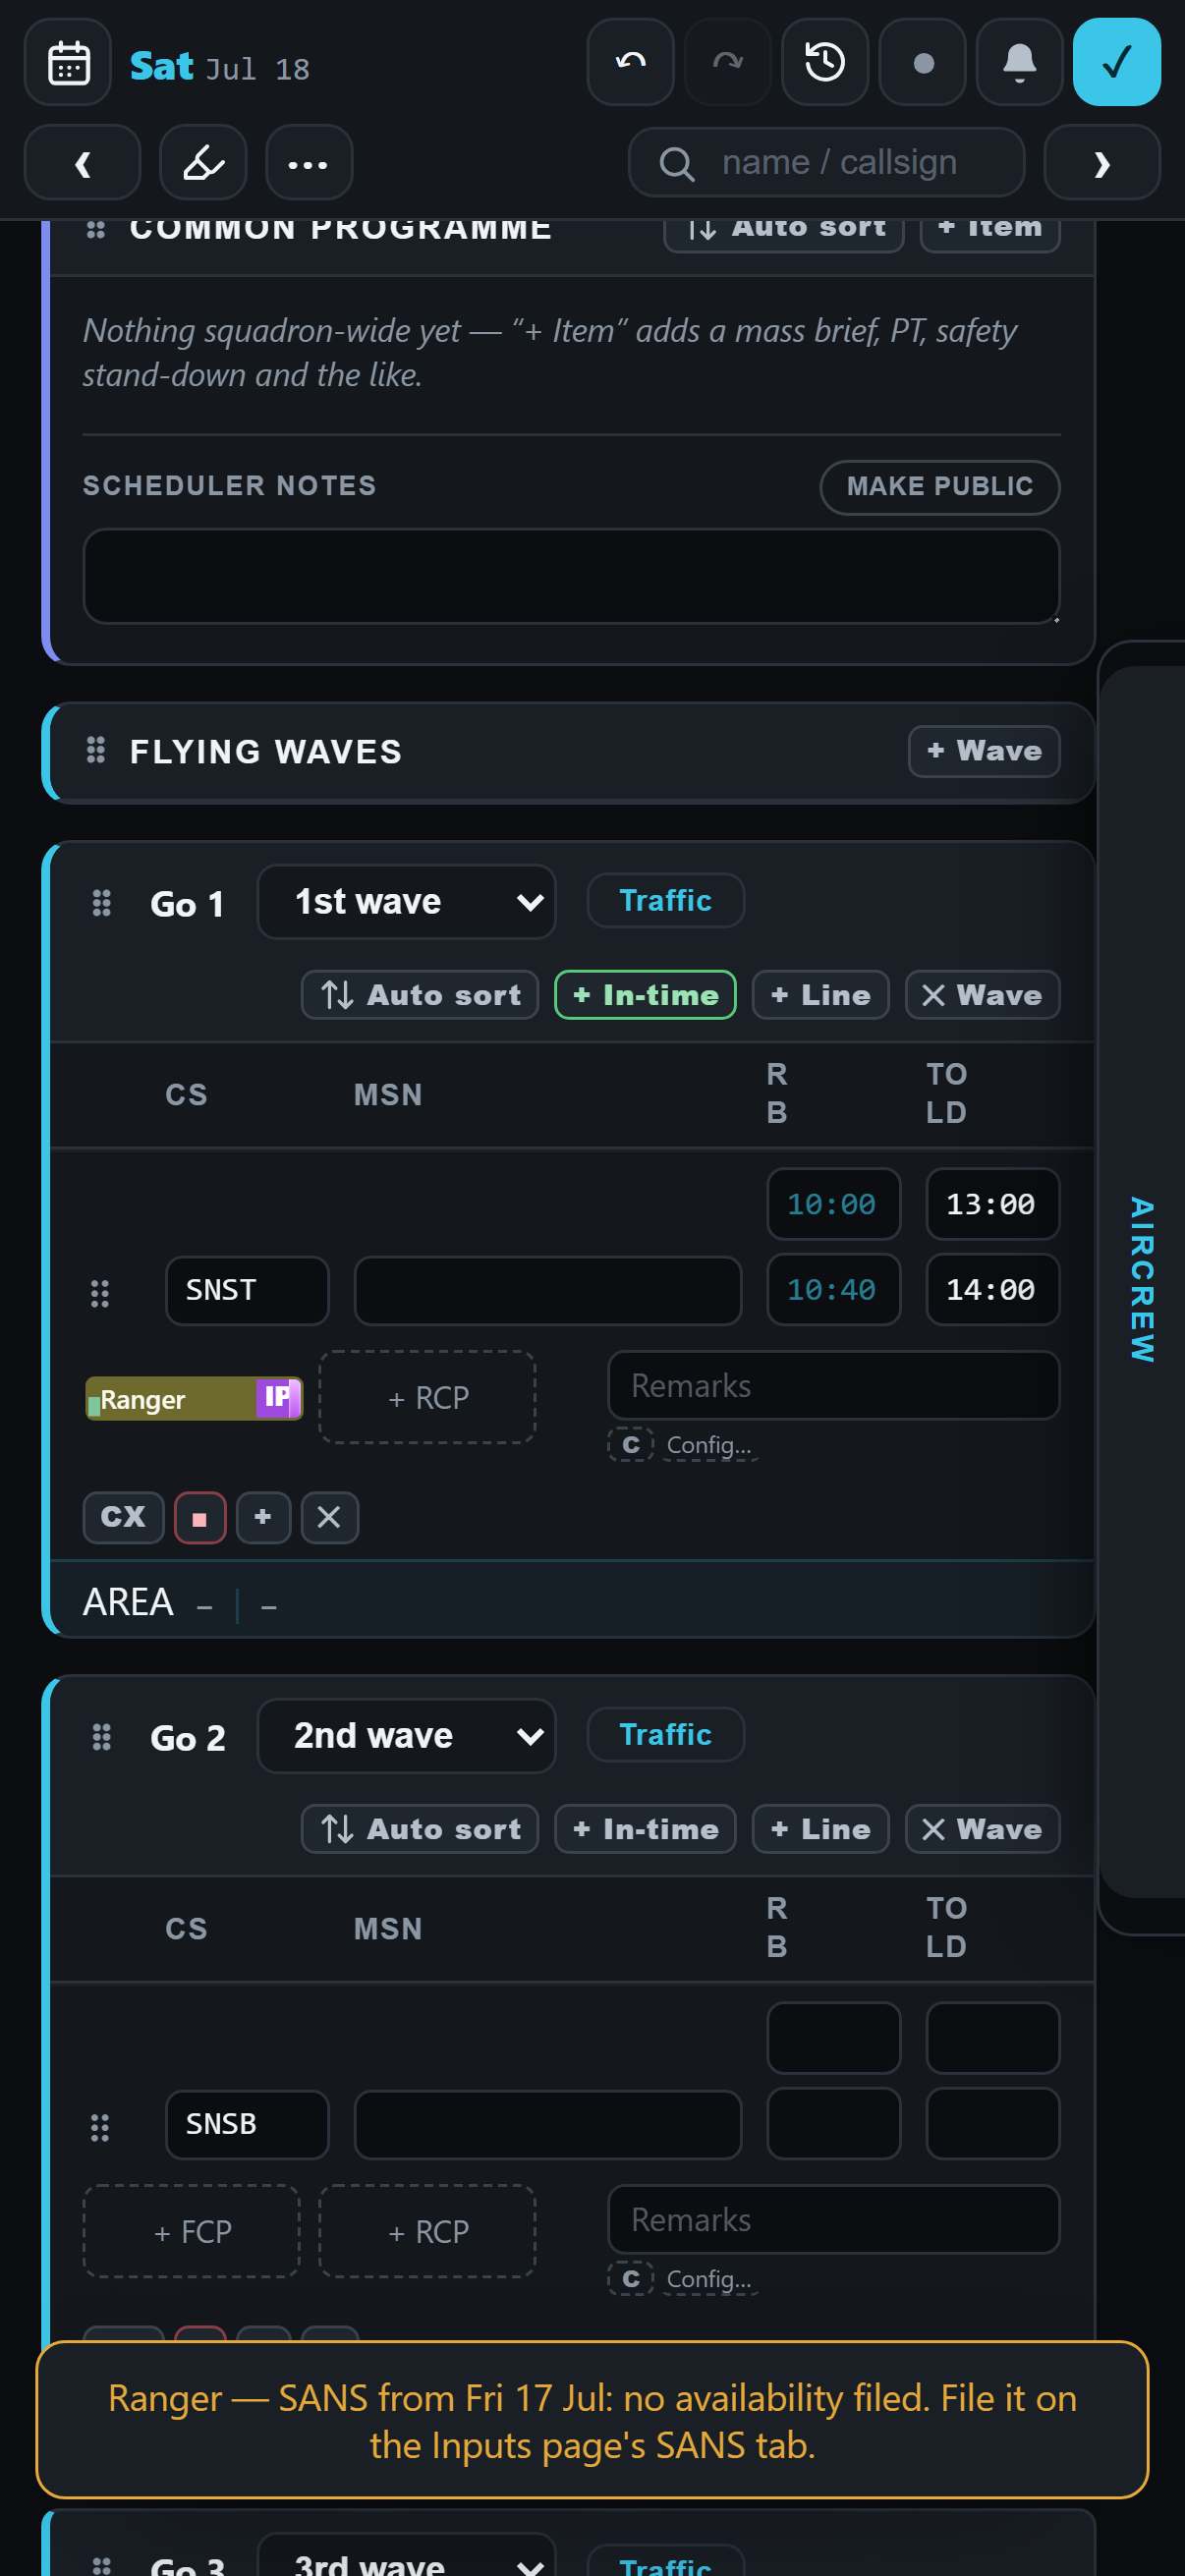 Sat Jul 18
name / callsign
COMMON PROGRAMME
Auto sort
+ Item
Nothing squadron-wide yet — “+ Item” adds a mass brief, PT, safety
stand-down and the like.
SCHEDULER NOTES
MAKE PUBLIC
FLYING WAVES
+ Wave
Go 1
1st wave
Traffic
Auto sort
+ In-time
+ Line
× Wave
CS
MSN
R
B
TO
LD
10:00
13:00
SNST
10:40
14:00
Ranger
IP
+ RCP
Remarks
C
Config...
CX
AREA – | –
AIRCREW
Go 2
2nd wave
Traffic
Auto sort
+ In-time
+ Line
× Wave
CS
MSN
R
B
TO
LD
SNSB
+ FCP
+ RCP
Remarks
C
Config...
Ranger — SANS from Fri 17 Jul: no availability filed. File it on
the Inputs page's SANS tab.
Go 3
3rd wave
Traffic